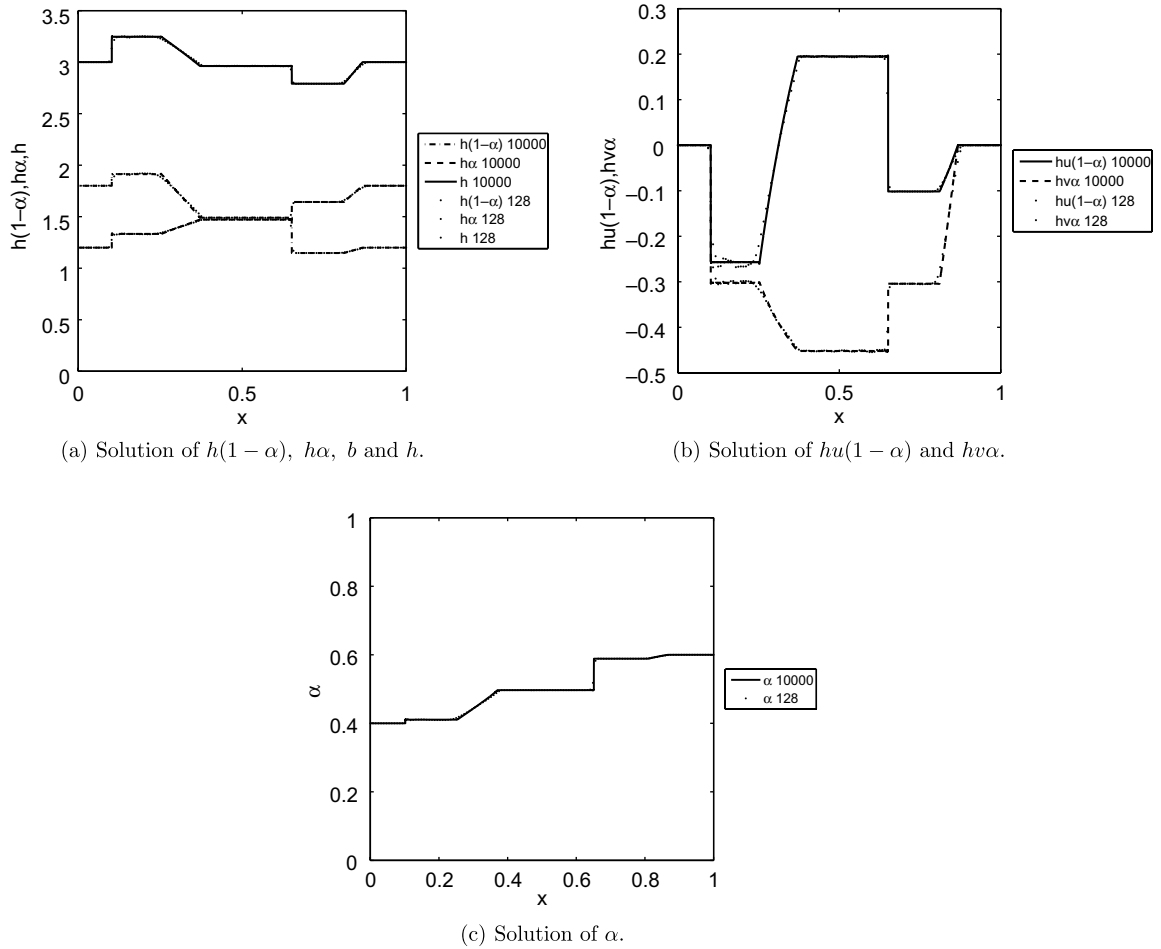 3.5
3
2.5
2
1.5
1
0.5
0
h(1–α),hα,h
0
0.5
1
x
h(1–α) 10000
hα 10000
h 10000
h(1–α) 128
hα 128
h 128
(a) Solution of h(1 − α), hα, b and h.
0.3
0.2
0.1
0
–0.1
–0.2
–0.3
–0.4
–0.5
hu(1–α),hvα
0
0.5
1
x
hu(1–α) 10000
hvα 10000
hu(1–α) 128
hvα 128
(b) Solution of hu(1 − α) and hvα.
1
0.8
0.6
0.4
0.2
0
α
0
0.2
0.4
0.6
0.8
1
x
α 10000
α 128
(c) Solution of α.